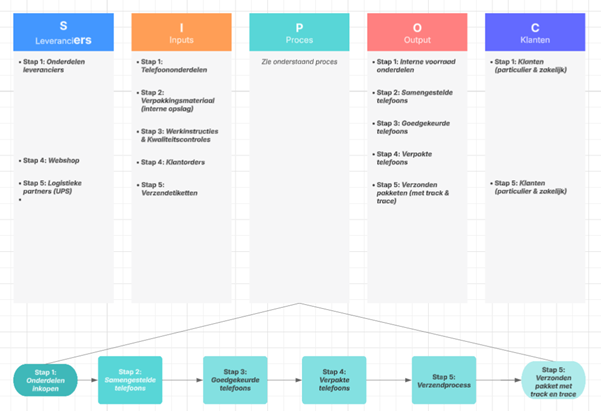 S
Leveranciers
I
Inputs
P
Proces
O
Output
C
Klanten
• Stap 1: Onderdelen
leveranciers
• Stap 4: Webshop
• Stap 5: Logistieke
partners (UPS)
•
• Stap 1:
Telefoononderdelen
• Stap 2:
Verpakkingsmateriaal
(interne opslag)
• Stap 3: Werkinstructies
& Kwaliteitscontroles
• Stap 4: Klantorders
• Stap 5:
Verzendetiketten
Zie onderstaand proces
• Stap 1: Interne voorraad
onderdelen
• Stap 2: Samengestelde
telefoons
• Stap 3: Goedgekeurde
telefoons
• Stap 4: Verpakte
telefoons
• Stap 5: Verzonden
pakketen (met track &
trace)
• Stap 1: Klanten
(particulier & zakelijk)
• Stap 5: Klanten
(particulier & zakelijk)
Stap 1:
Onderdelen
inkopen
Stap 2:
Samengestelde
telefoons
Stap 3:
Goedgekeurde
telefoons
Stap 4:
Verpakte
telefoons
Stap 5:
Verzendprocess
Stap 5:
Verzonden
pakket met
track en trace